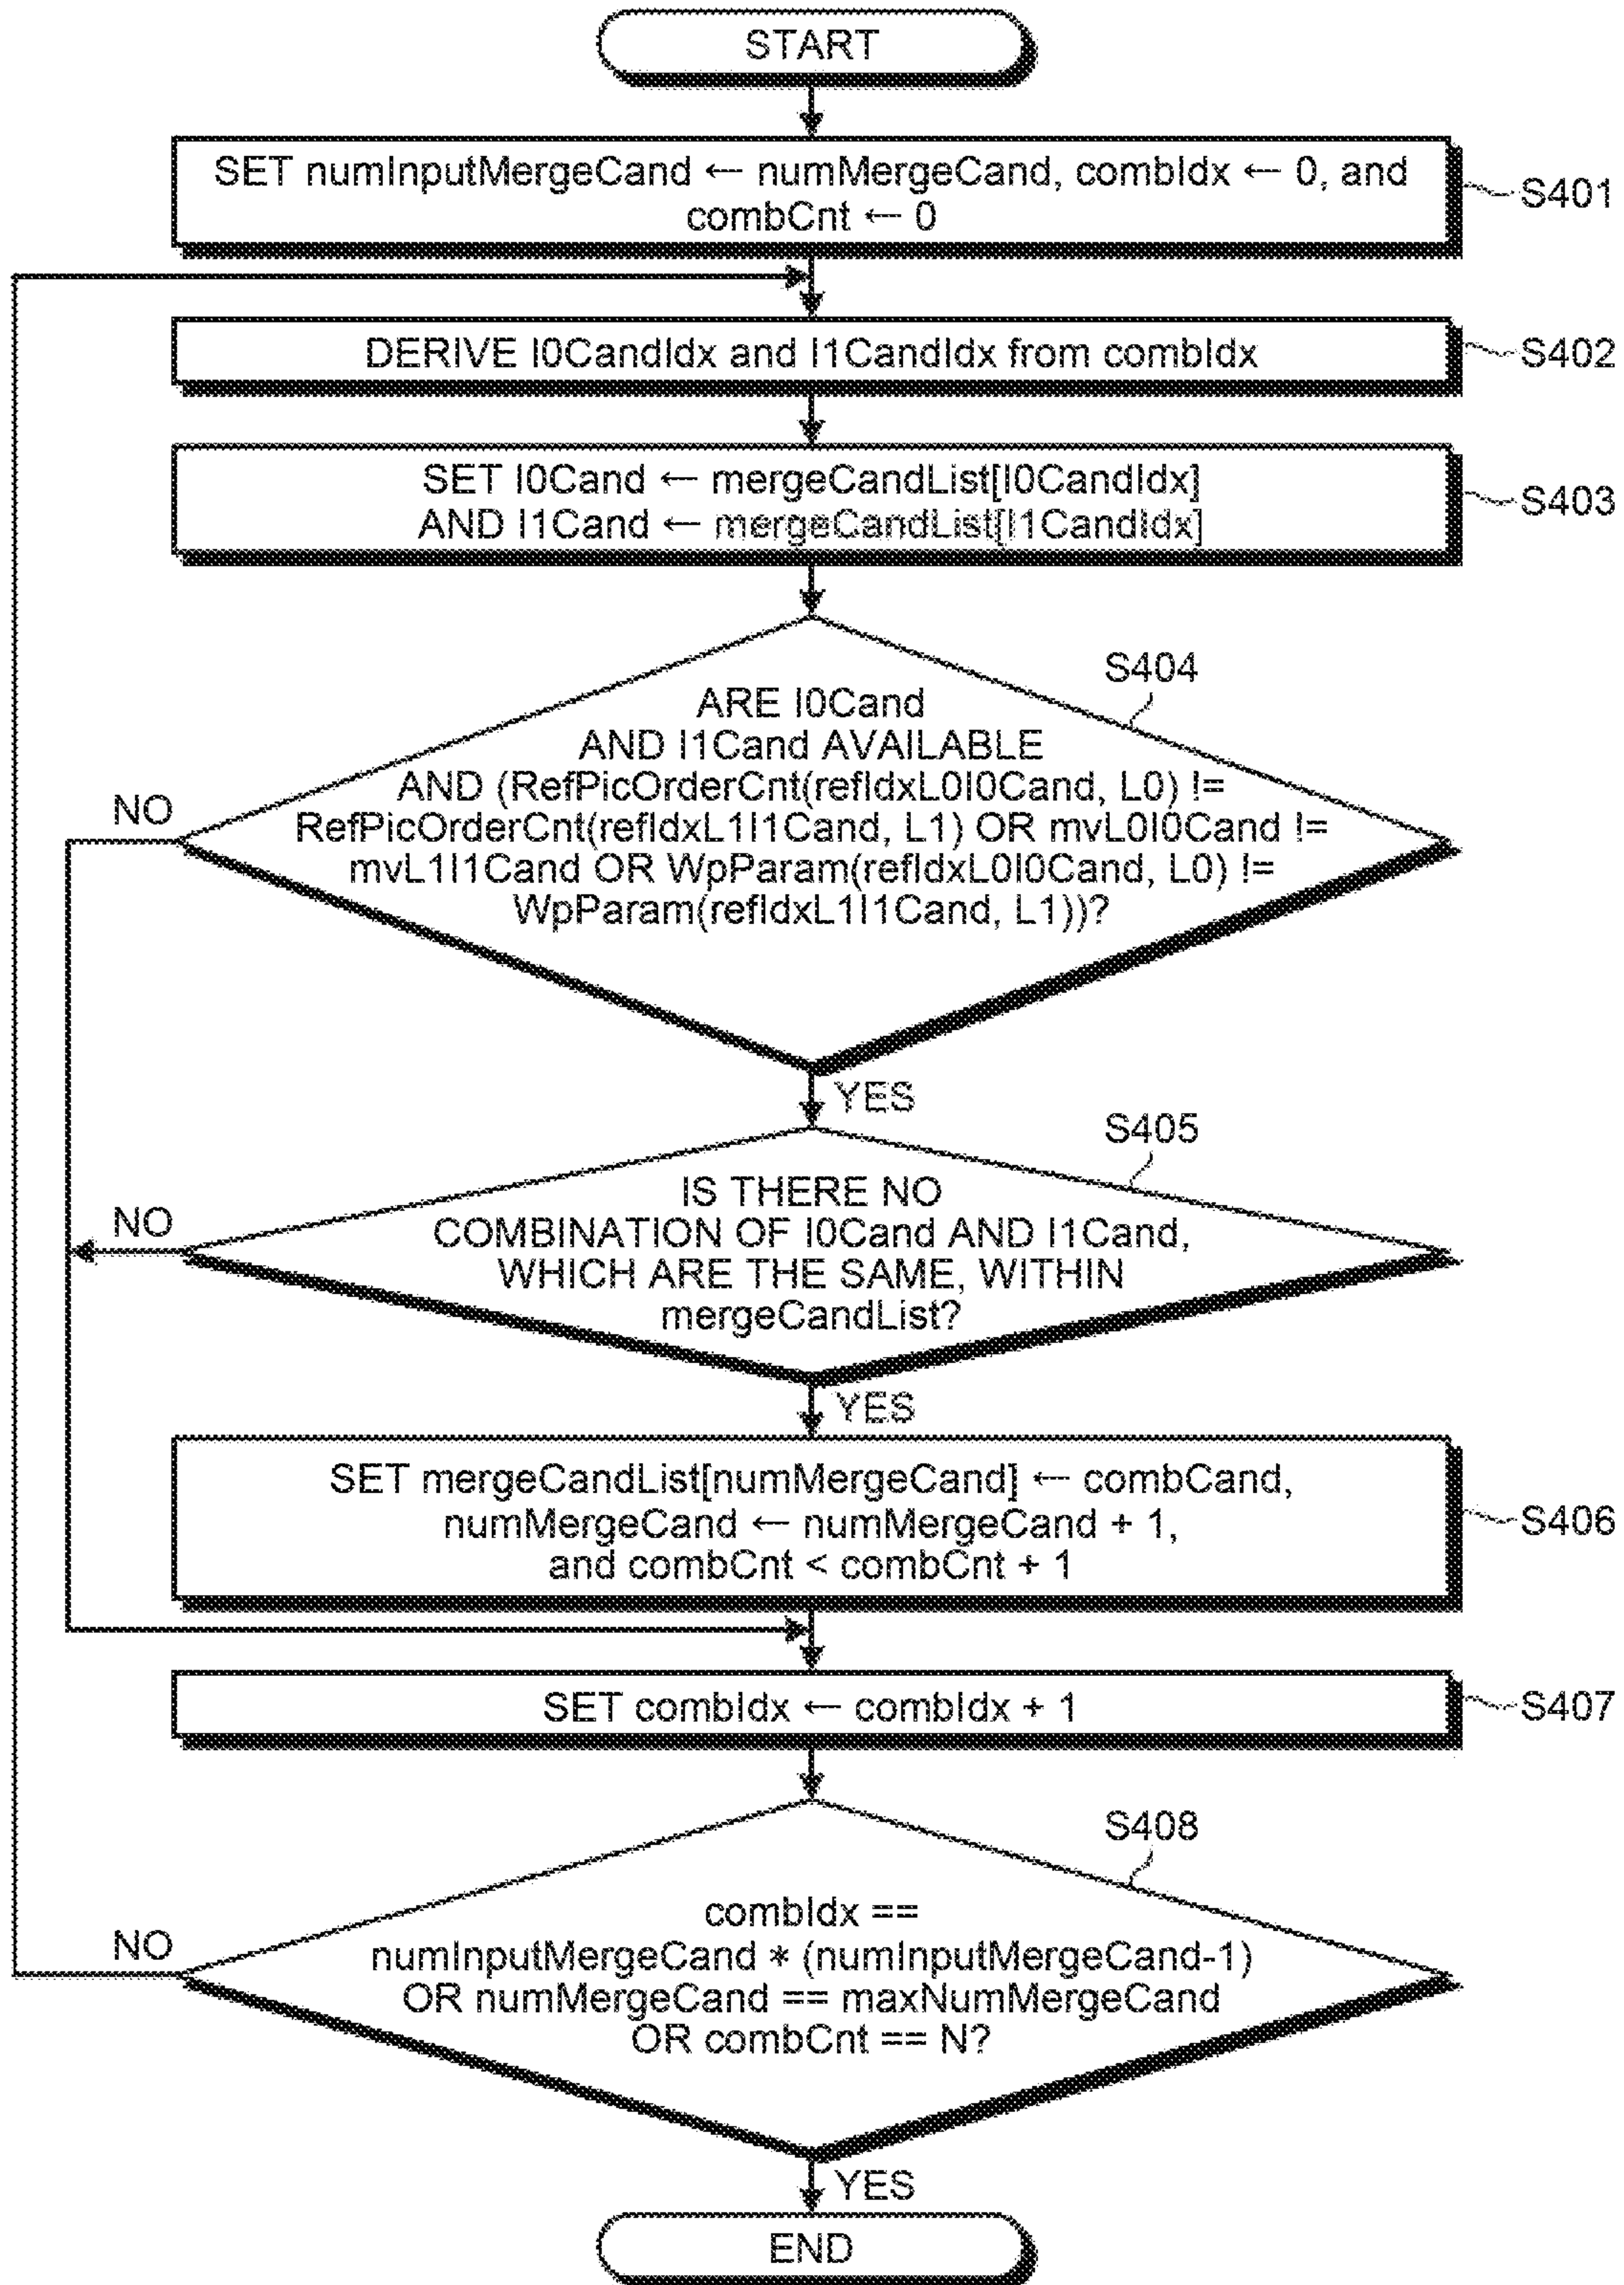 START
SET numInputMergeCand ← numMergeCand, combIdx ← 0, and
combCnt ← 0
S401
DERIVE l0CandIdx and l1CandIdx from combIdx
S402
SET l0Cand ← mergeCandList[l0CandIdx]
AND l1Cand ← mergeCandList[l1CandIdx]
S403
S404
ARE l0Cand
AND l1Cand AVAILABLE
AND (RefPicOrderCnt(refIdxL0l0Cand, L0) !=
RefPicOrderCnt(refIdxL1l1Cand, L1) OR mvL0l0Cand !=
mvL1l1Cand OR WpParam(refIdxL0l0Cand, L0) !=
WpParam(refIdxL1l1Cand, L1))?
NO
YES
S405
IS THERE NO
COMBINATION OF l0Cand AND l1Cand,
WHICH ARE THE SAME, WITHIN
mergeCandList?
NO
YES
SET mergeCandList[numMergeCand] ← combCand,
numMergeCand ← numMergeCand + 1,
and combCnt < combCnt + 1
S406
SET combIdx ← combIdx + 1
S407
S408
combIdx ==
numInputMergeCand * (numInputMergeCand-1)
OR numMergeCand == maxNumMergeCand
OR combCnt == N?
NO
YES
END